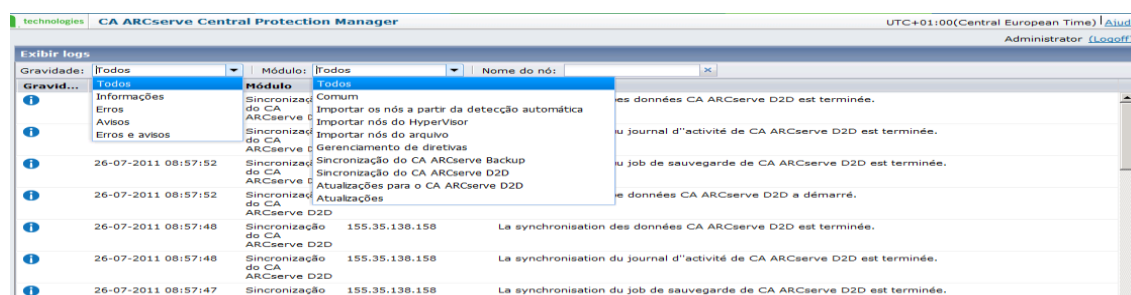 technologies CA ARCserve Central Protection Manager UTC+01:00(Central European Time) Ajud
Administrator (Logoff)
Exibir logs
Gravidade: Todos Módulo: Todos Nome do nó:
Gravid... Todos Módulo Todos
Informações
Erros
Avisos
Erros e avisos
Comum
Importar os nós a partir da detecção automática
Importar nós do HyperVisor
Importar nós do arquivo
Gerenciamento de diretivas
Sincronização do CA ARCserve Backup
Sincronização do CA ARCserve D2D
Atualizações para o CA ARCserve D2D
Atualizações
Sincronizaç es données CA ARCserve D2D est terminée.
do CA
ARCserve D
Sincronizaç u journal d"activité de CA ARCserve D2D est terminée.
do CA
ARCserve D
26-07-2011 08:57:52 Sincronizaç u job de sauvegarde de CA ARCserve D2D est terminée.
do CA
ARCserve D
26-07-2011 08:57:52 Sincronizaç e données CA ARCserve D2D a démarré.
do CA
ARCserve D2D
26-07-2011 08:57:48 Sincronização 155.35.138.158 La synchronisation des données CA ARCserve D2D est terminée.
do CA
ARCserve D2D
26-07-2011 08:57:48 Sincronização 155.35.138.158 La synchronisation du journal d"activité de CA ARCserve D2D est terminée.
do CA
ARCserve D2D
26-07-2011 08:57:47 Sincronização 155.35.138.158 La synchronisation du job de sauvegarde de CA ARCserve D2D est terminée.